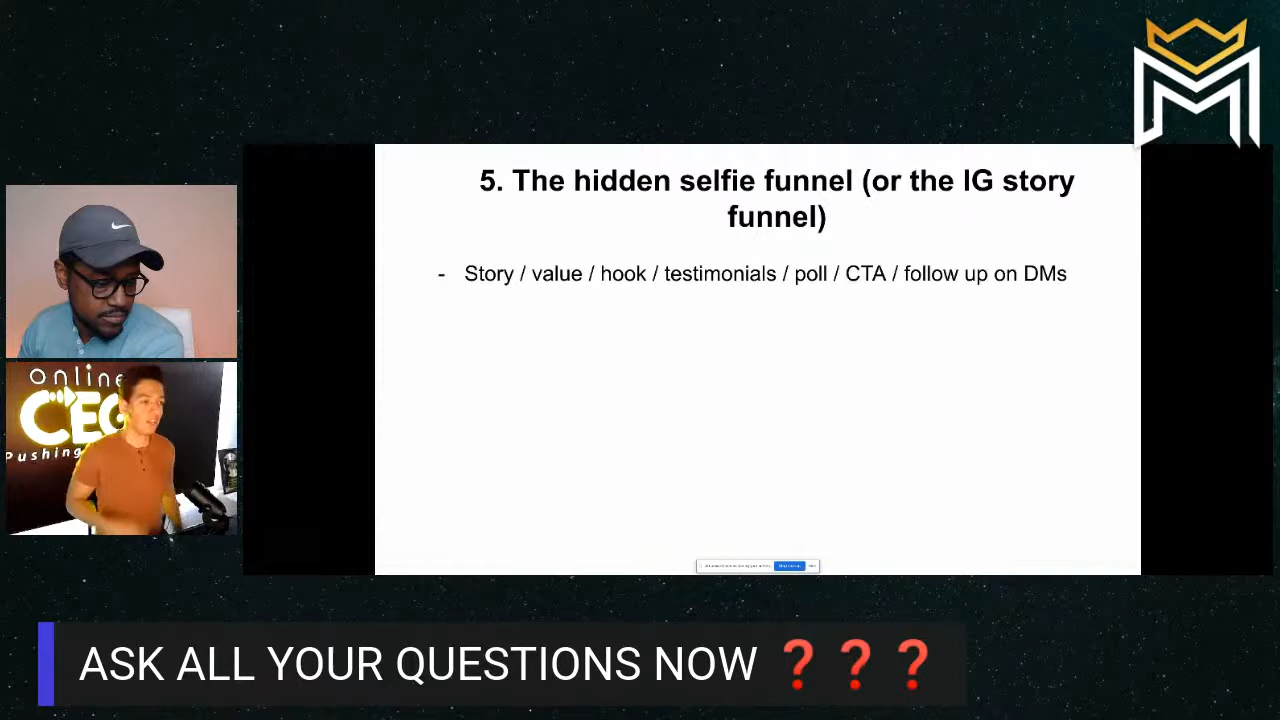 5. The hidden selfie funnel (or the IG story
funnel)
- Story / value / hook / testimonials / poll / CTA / follow up on DMs
online
CEO
Pushing
ASK ALL YOUR QUESTIONS NOW ❓❓❓